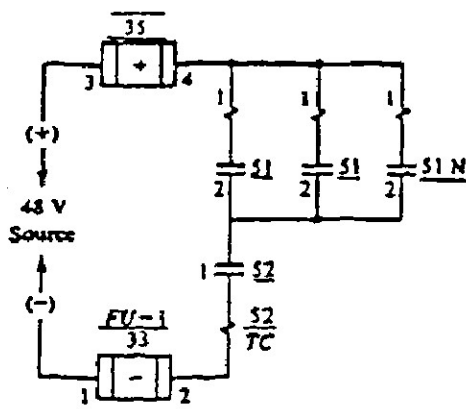 35
+
3 4
1 1 1
(+)
2 51 2 51 2 51 N
48 V
Source
1 52
(-)
FU-1 52
33 TC
-
1 2